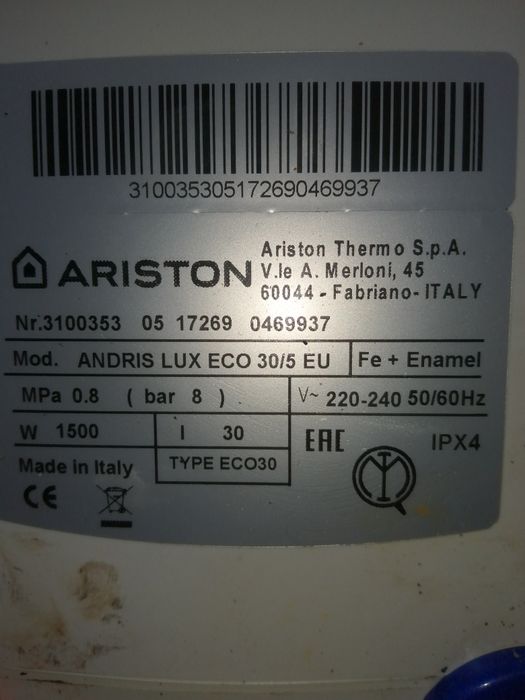 310035305172690469937
ARISTON
Ariston Thermo S.p.A.
V.le A. Merloni, 45
60044 - Fabriano- ITALY
Nr.3100353 05 17269 0469937
Mod. ANDRIS LUX ECO 30/5 EU Fe + Enamel
MPa 0.8 ( bar 8 ) V~ 220-240 50/60Hz
W 1500 l 30
EAC IPX4
Made in Italy TYPE ECO30
CE